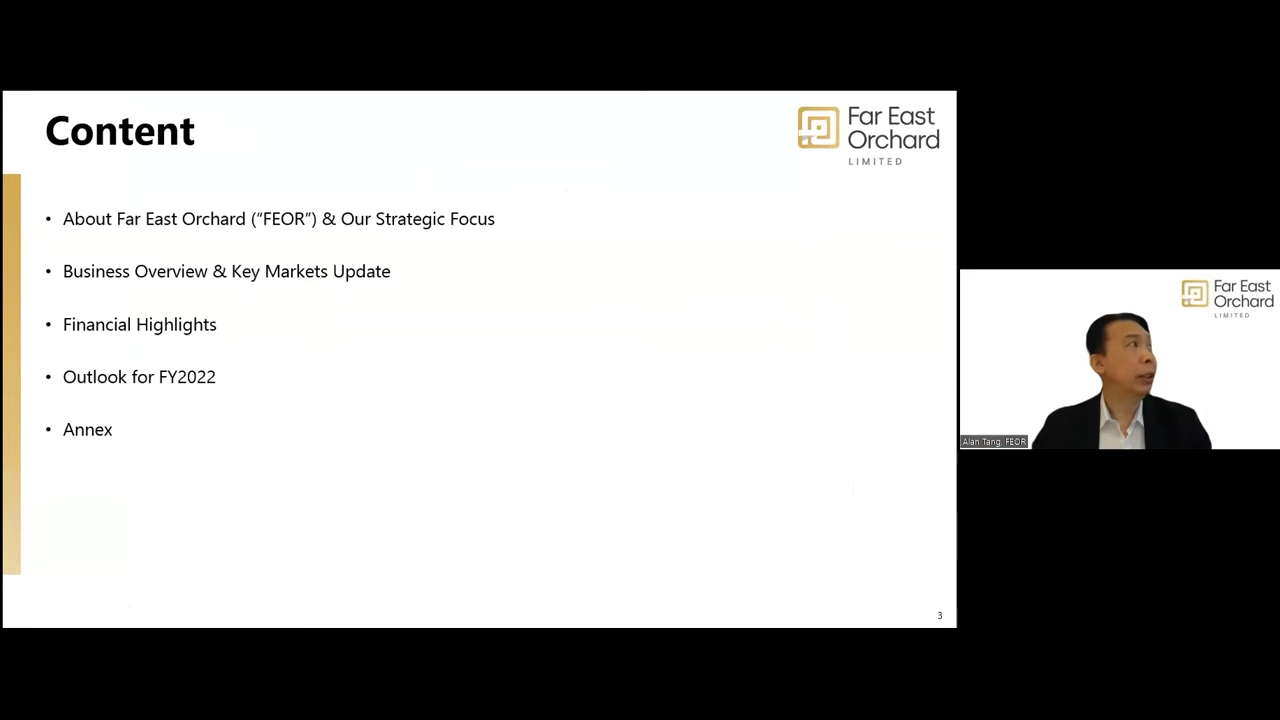 Content
Far East
Orchard
LIMITED
• About Far East Orchard (“FEOR”) & Our Strategic Focus
• Business Overview & Key Markets Update
• Financial Highlights
• Outlook for FY2022
• Annex
3
Far East
Orchard
LIMITED
Alan Tang, FEOR